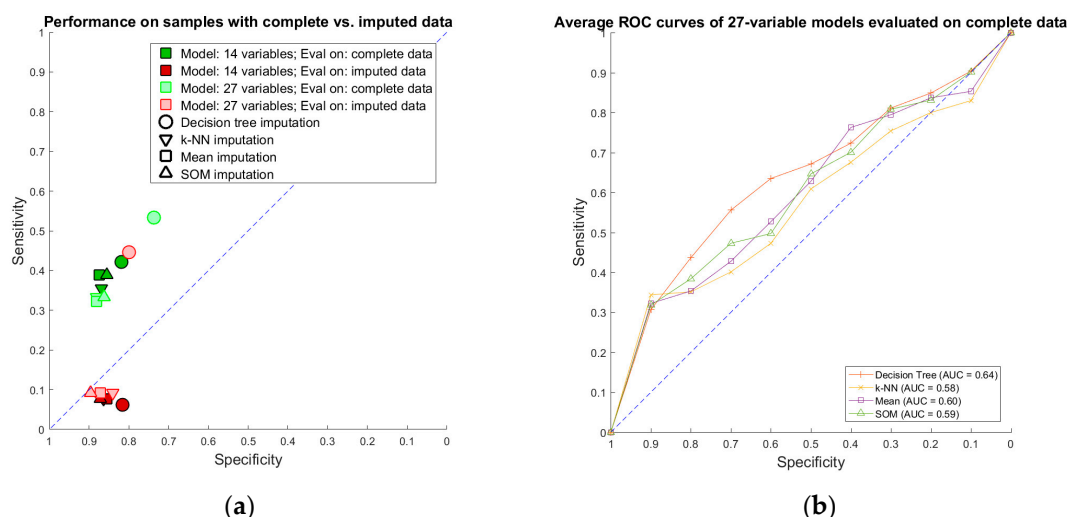 Performance on samples with complete vs. imputed data
1
0.9
0.8
0.7
0.6
0.5
0.4
0.3
0.2
0.1
0
Sensitivity
Model: 14 variables; Eval on: complete data
Model: 14 variables; Eval on: imputed data
Model: 27 variables; Eval on: complete data
Model: 27 variables; Eval on: imputed data
Decision tree imputation
k-NN imputation
Mean imputation
SOM imputation
1 0.9 0.8 0.7 0.6 0.5 0.4 0.3 0.2 0.1 0
Specificity
(a)
Average ROC curves of 27-variable models evaluated on complete data
1
0.9
0.8
0.7
0.6
0.5
0.4
0.3
0.2
0.1
0
Sensitivity
Decision Tree (AUC = 0.64)
k-NN (AUC = 0.58)
Mean (AUC = 0.60)
SOM (AUC = 0.59)
1 0.9 0.8 0.7 0.6 0.5 0.4 0.3 0.2 0.1 0
Specificity
(b)